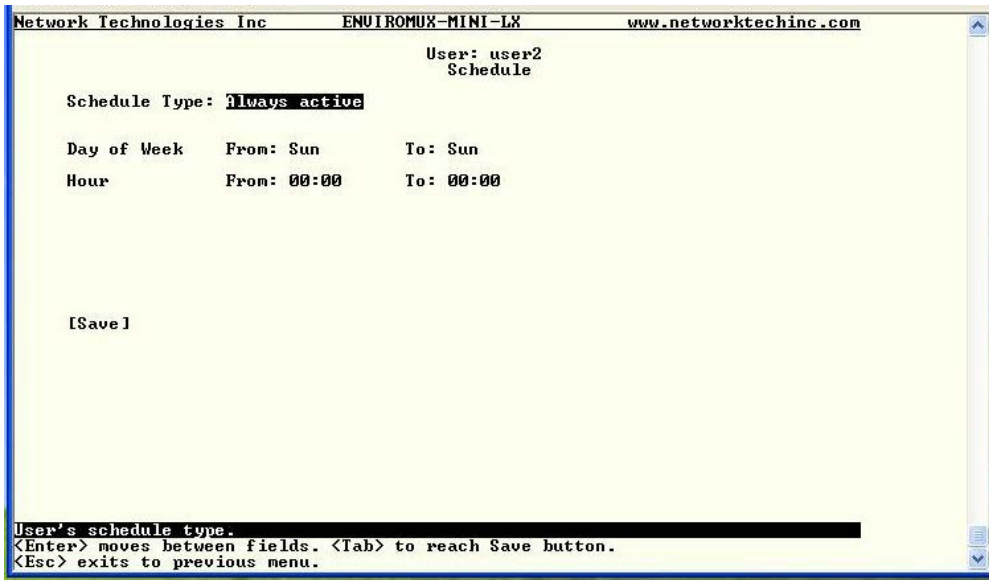 Network Technologies Inc ENVIROMUX-MINI-LX www.networktechinc.com
User: user2
Schedule
Schedule Type: Always active
Day of Week From: Sun To: Sun
Hour From: 00:00 To: 00:00
[Save]
User's schedule type.
<Enter> moves between fields. <Tab> to reach Save button.
<Esc> exits to previous menu.